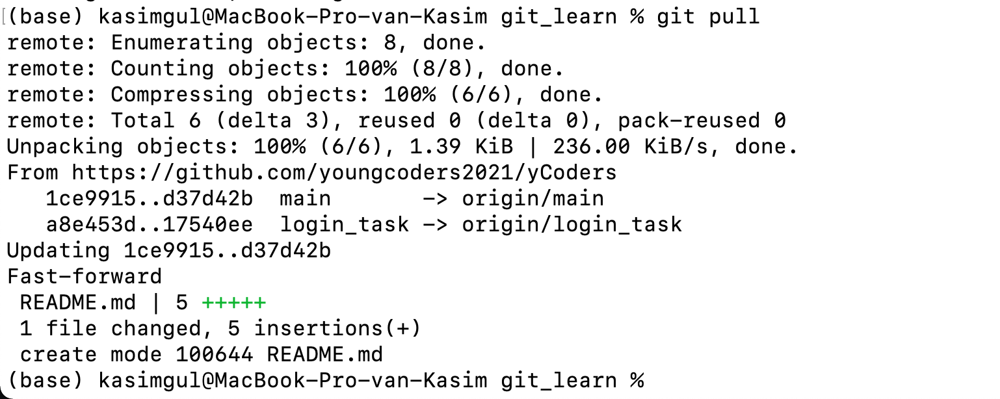 (base) kasimgul@MacBook-Pro-van-Kasim git_learn % git pull
remote: Enumerating objects: 8, done.
remote: Counting objects: 100% (8/8), done.
remote: Compressing objects: 100% (6/6), done.
remote: Total 6 (delta 3), reused 0 (delta 0), pack-reused 0
Unpacking objects: 100% (6/6), 1.39 KiB | 236.00 KiB/s, done.
From https://github.com/youngcoders2021/yCoders
   1ce9915..d37d42b  main       -> origin/main
   a8e453d..17540ee  login_task -> origin/login_task
Updating 1ce9915..d37d42b
Fast-forward
 README.md | 5 +++++
 1 file changed, 5 insertions(+)
 create mode 100644 README.md
(base) kasimgul@MacBook-Pro-van-Kasim git_learn %